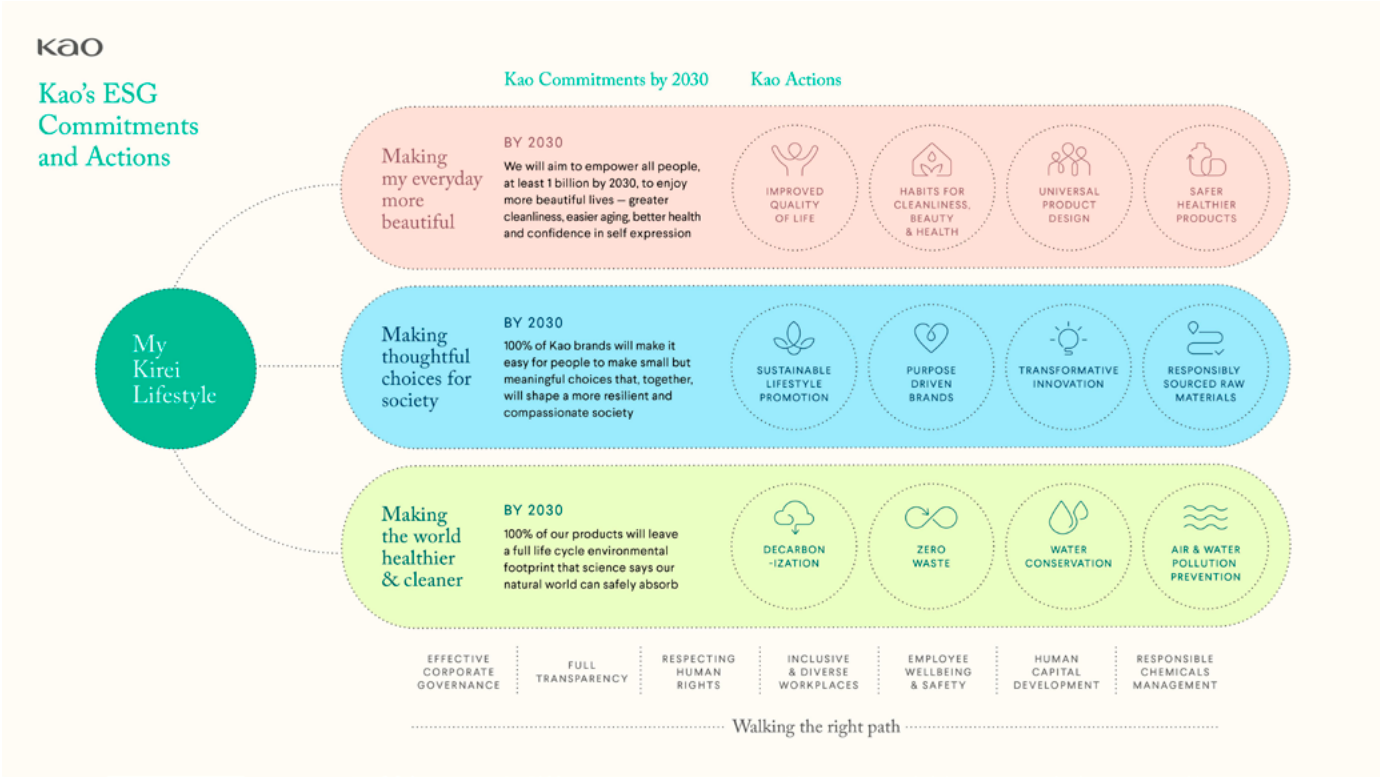 Kao
Kao's ESG
Commitments
and Actions
Kao Commitments by 2030
Kao Actions
My
Kirei
Lifestyle
Making
my everyday
more
beautiful
BY 2030
We will aim to empower all people,
at least 1 billion by 2030, to enjoy
more beautiful lives — greater
cleanliness, easier aging, better health
and confidence in self expression
IMPROVED
QUALITY
OF LIFE
HABITS FOR
CLEANLINESS,
BEAUTY
& HEALTH
UNIVERSAL
PRODUCT
DESIGN
SAFER
HEALTHIER
PRODUCTS
Making
thoughtful
choices for
society
BY 2030
100% of Kao brands will make it
easy for people to make small but
meaningful choices that, together,
will shape a more resilient and
compassionate society
SUSTAINABLE
LIFESTYLE
PROMOTION
PURPOSE
DRIVEN
BRANDS
TRANSFORMATIVE
INNOVATION
RESPONSIBLY
SOURCED RAW
MATERIALS
Making
the world
healthier
& cleaner
BY 2030
100% of our products will leave
a full life cycle environmental
footprint that science says our
natural world can safely absorb
DECARBON
-IZATION
ZERO
WASTE
WATER
CONSERVATION
AIR & WATER
POLLUTION
PREVENTION
EFFECTIVE
CORPORATE
GOVERNANCE
FULL
TRANSPARENCY
RESPECTING
HUMAN
RIGHTS
INCLUSIVE
& DIVERSE
WORKPLACES
EMPLOYEE
WELLBEING
& SAFETY
HUMAN
CAPITAL
DEVELOPMENT
RESPONSIBLE
CHEMICALS
MANAGEMENT
Walking the right path